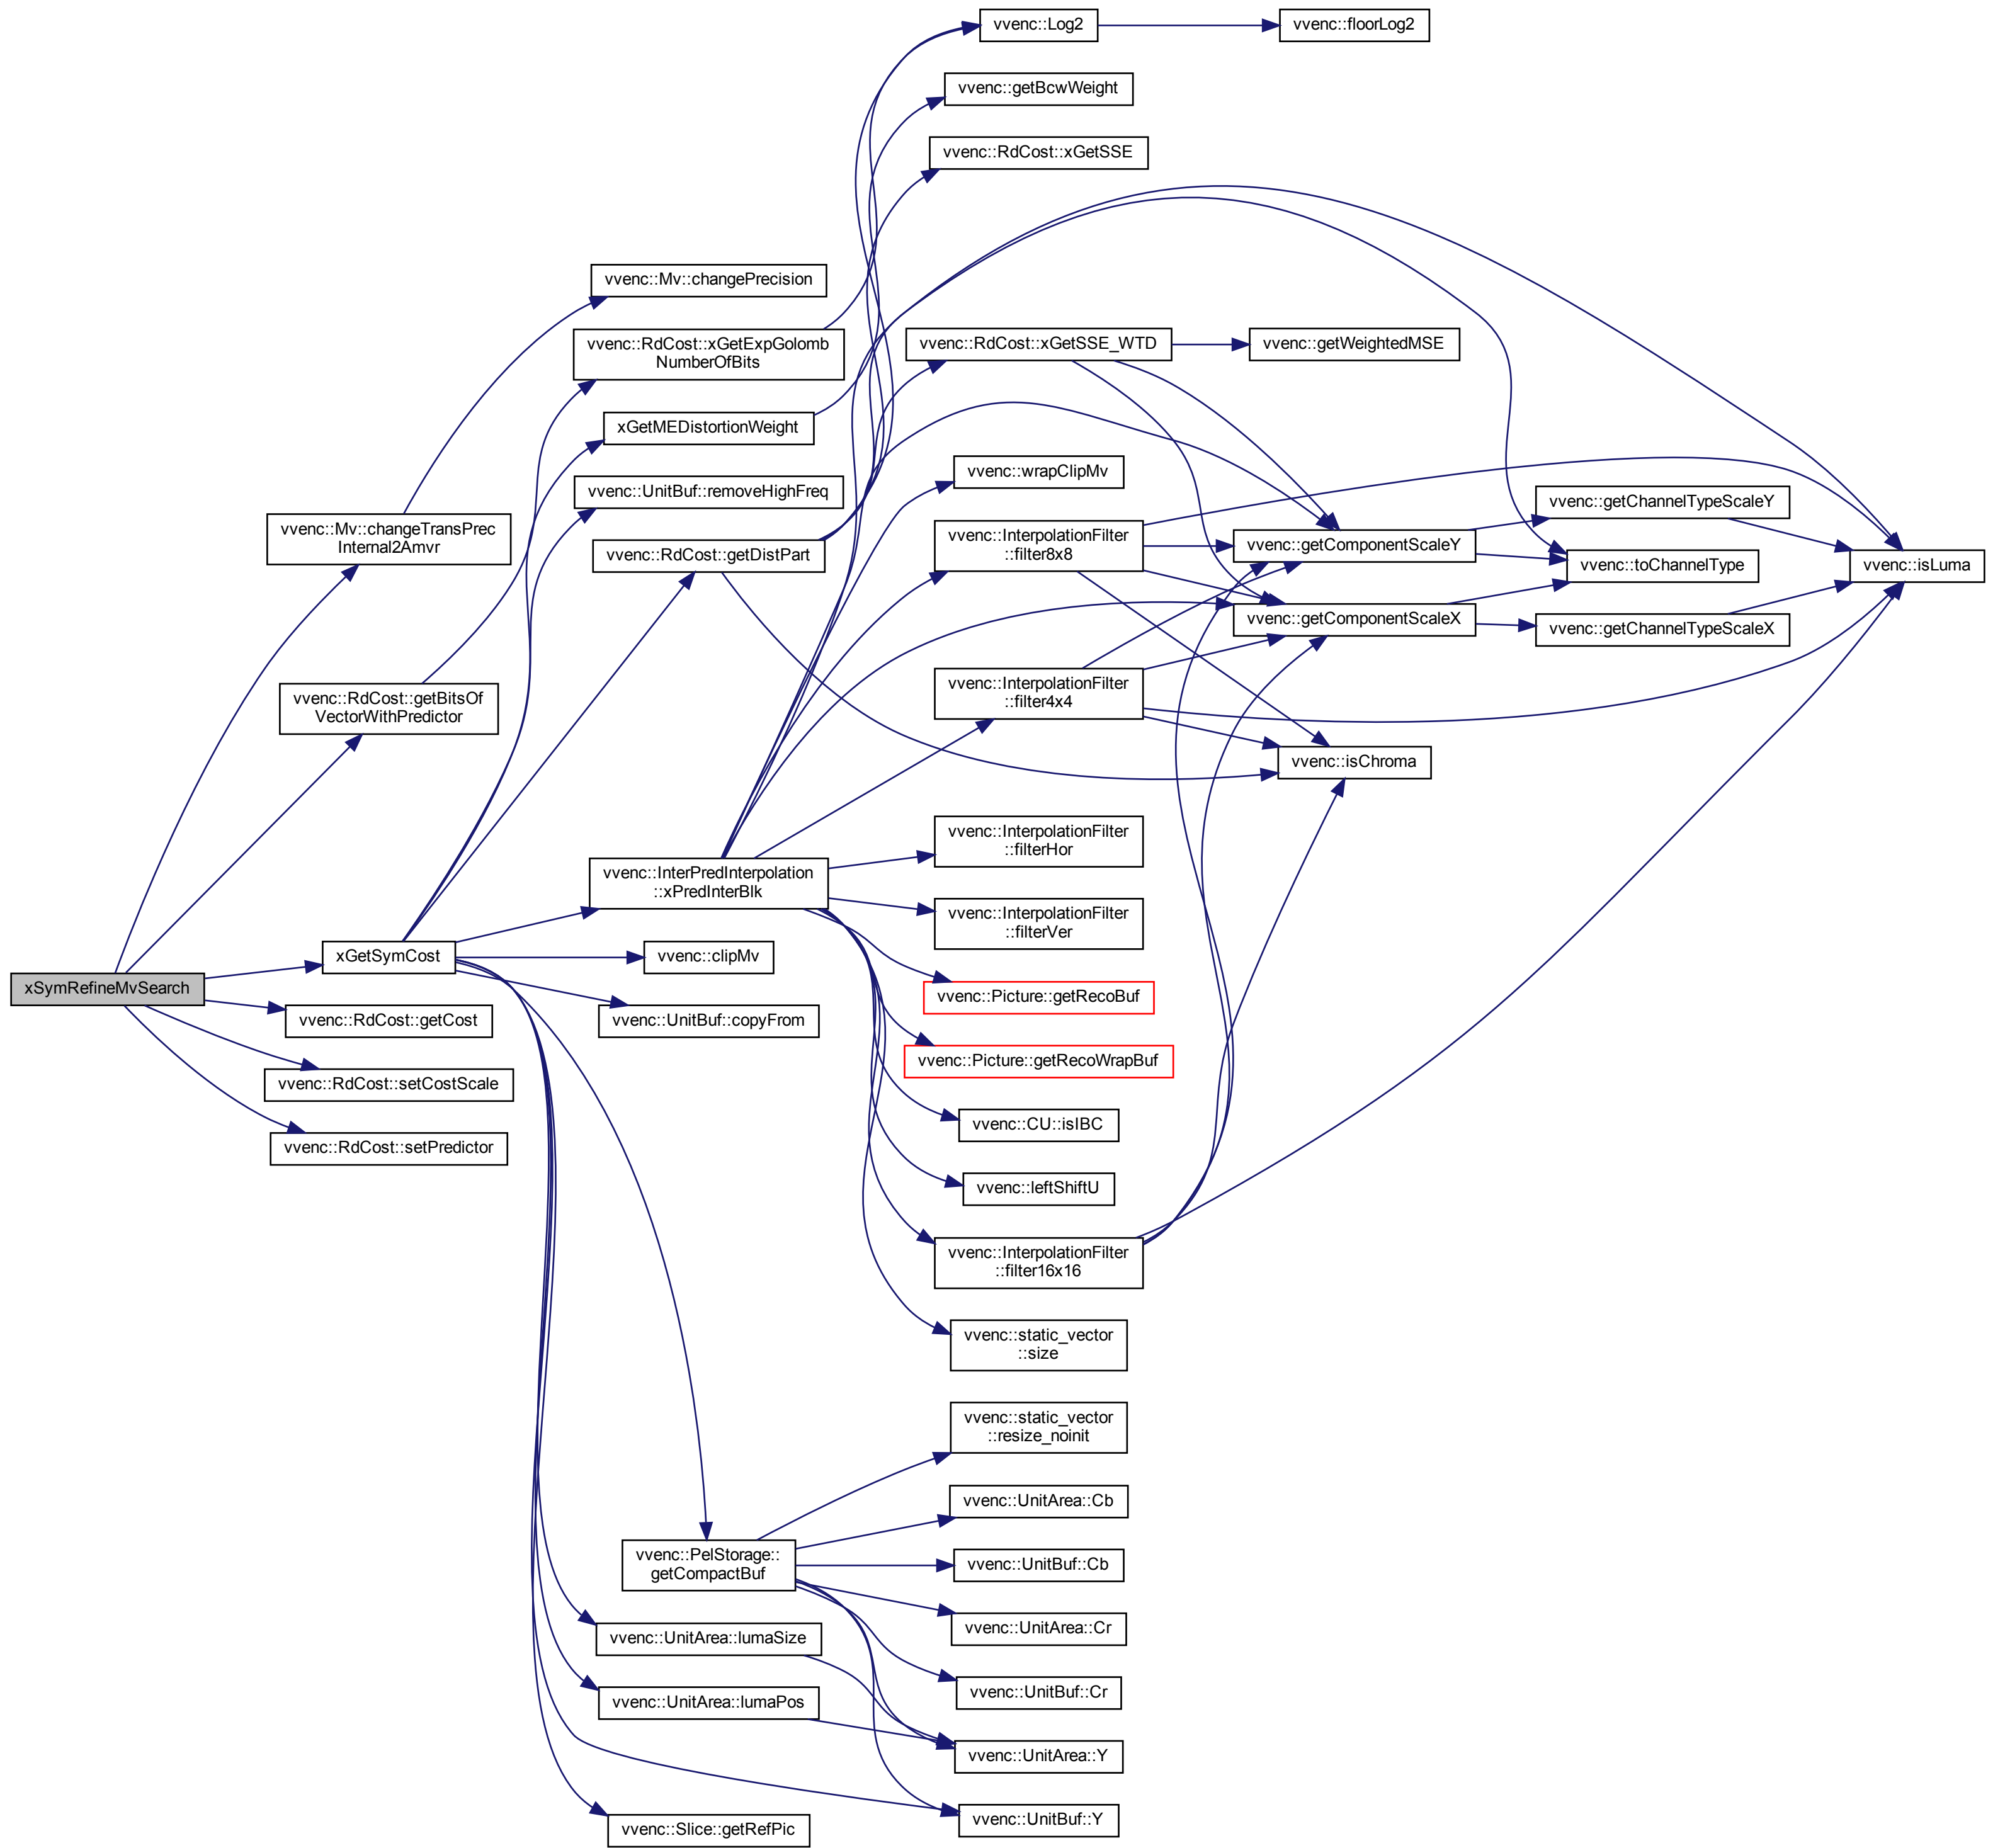 xSymRefineMvSearch
vvenc::Mv::changeTransPrec
Internal2Amvr
vvenc::RdCost::getBitsOf
VectorWithPredictor
xGetSymCost
vvenc::RdCost::getCost
vvenc::RdCost::setCostScale
vvenc::RdCost::setPredictor
vvenc::Mv::changePrecision
vvenc::RdCost::xGetExpGolomb
NumberOfBits
xGetMEDistortionWeight
vvenc::UnitBuf::removeHighFreq
vvenc::RdCost::getDistPart
vvenc::InterPredInterpolation
::xPredInterBlk
vvenc::clipMv
vvenc::UnitBuf::copyFrom
vvenc::PelStorage::
getCompactBuf
vvenc::UnitArea::lumaSize
vvenc::UnitArea::lumaPos
vvenc::Slice::getRefPic
vvenc::Log2
vvenc::getBcwWeight
vvenc::RdCost::xGetSSE
vvenc::RdCost::xGetSSE_WTD
vvenc::wrapClipMv
vvenc::InterpolationFilter
::filter8x8
vvenc::InterpolationFilter
::filter4x4
vvenc::InterpolationFilter
::filterHor
vvenc::InterpolationFilter
::filterVer
vvenc::Picture::getRecoBuf
vvenc::Picture::getRecoWrapBuf
vvenc::CU::isIBC
vvenc::leftShiftU
vvenc::InterpolationFilter
::filter16x16
vvenc::static_vector
::size
vvenc::static_vector
::resize_noinit
vvenc::UnitArea::Cb
vvenc::UnitBuf::Cb
vvenc::UnitArea::Cr
vvenc::UnitBuf::Cr
vvenc::UnitArea::Y
vvenc::UnitBuf::Y
vvenc::floorLog2
vvenc::getWeightedMSE
vvenc::getComponentScaleY
vvenc::getComponentScaleX
vvenc::isChroma
vvenc::getChannelTypeScaleY
vvenc::toChannelType
vvenc::getChannelTypeScaleX
vvenc::isLuma